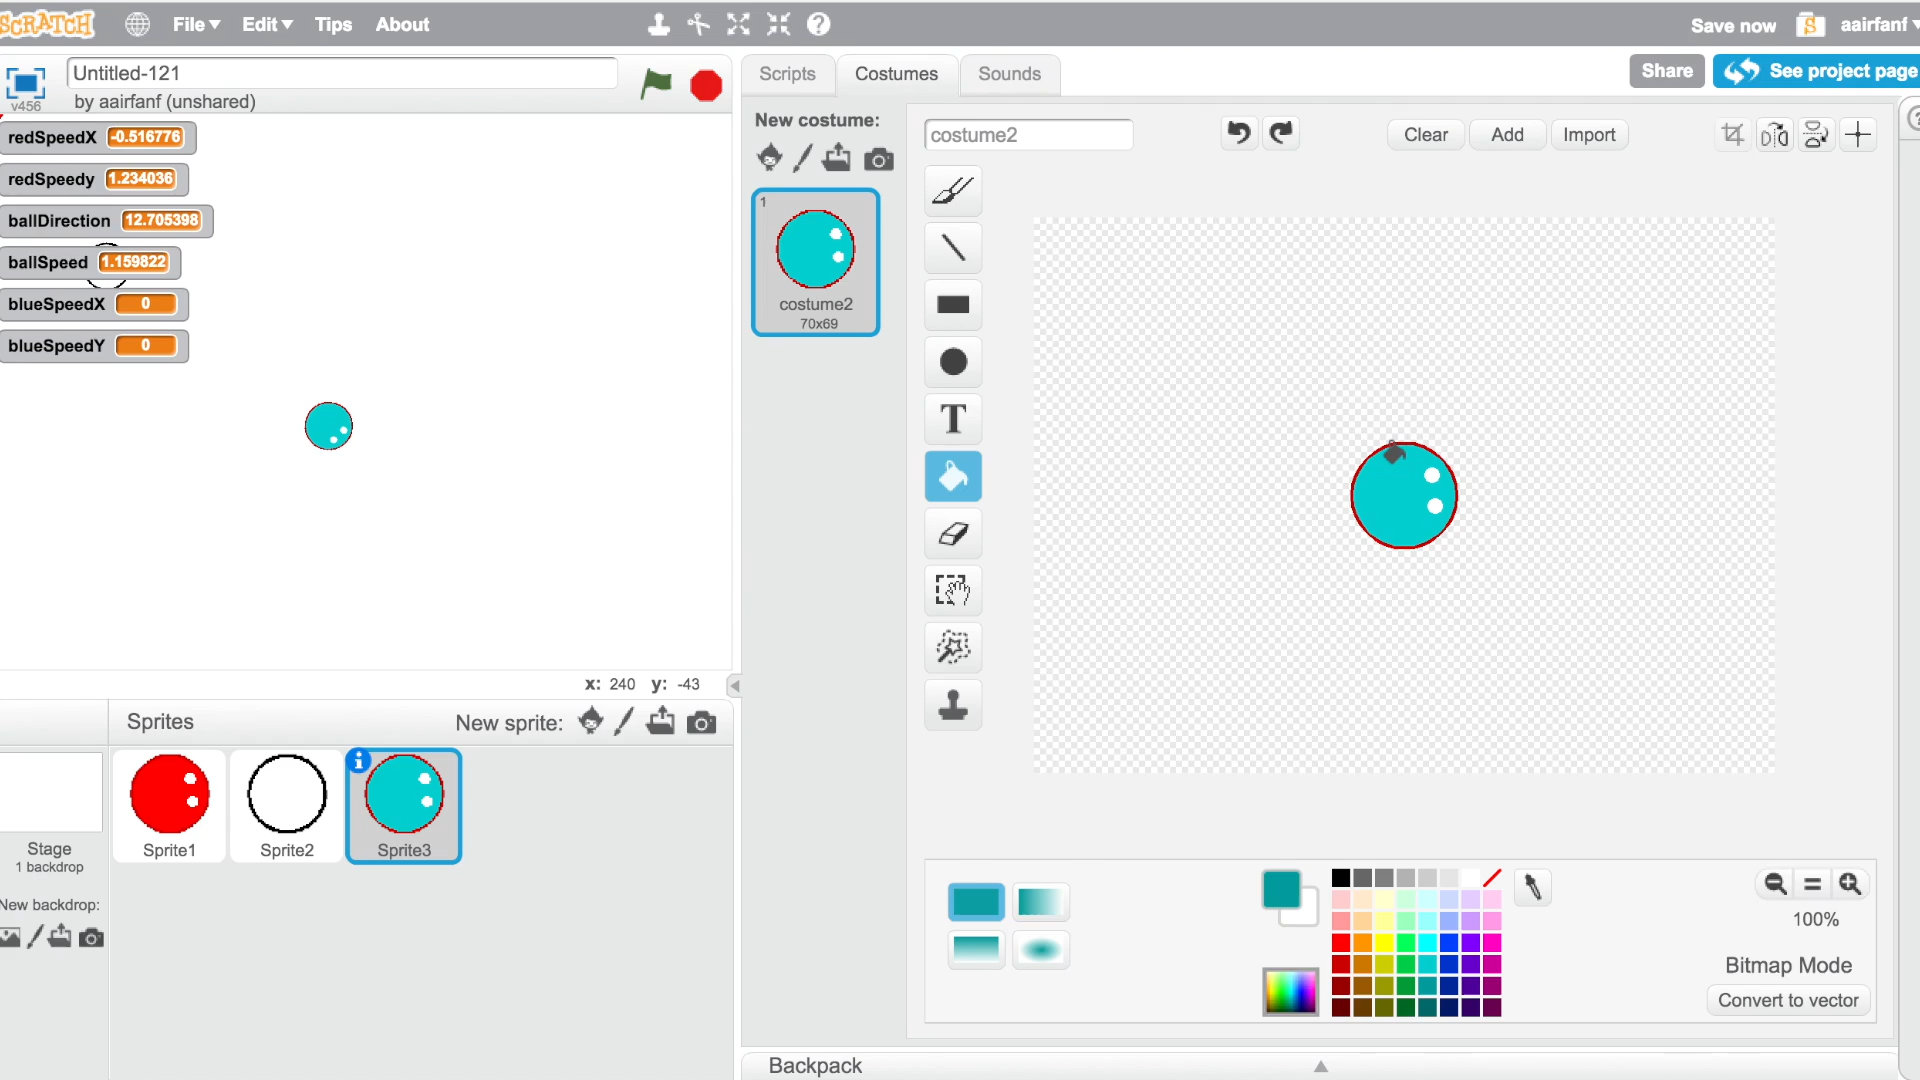 SCRATCH File Edit Tips About Save now aairfanf
v456 Untitled-121 Scripts Costumes Sounds Share See project page
by aairfanf (unshared)
redSpeedX -0.516776
redSpeedy 1.234036
ballDirection 12.705398
ballSpeed 1.159822
blueSpeedX 0
blueSpeedY 0
x: 240 y: -43
New costume: costume2 Clear Add Import
1
costume2
70x69
T
Sprites New sprite:
Sprite1 Sprite2 Sprite3
Stage
1 backdrop
New backdrop:
100%
Bitmap Mode
Convert to vector
Backpack